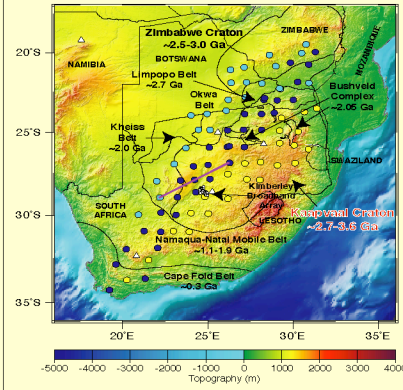 Zimbabwe Craton
~2.5-3.0 Ga
ZIMBABWE
MOZAMBIQUE
20°S
NAMIBIA
BOTSWANA
Limpopo Belt
~2.7 Ga
Okwa
Belt
Bushveld
Complex
~2.05 Ga
Kheiss
Belt
~2.0 Ga
25°S
SWAZILAND
Kimberley
Broadband
Array
SOUTH
AFRICA
LESOTHO
Kaapvaal Craton
~2.7-3.6 Ga
30°S
Namaqua-Natal Mobile Belt
~1.1-1.9 Ga
Cape Fold Belt
~0.3 Ga
35°S
20°E 25°E 30°E 35°E
-5000 -4000 -3000 -2000 -1000 0 1000 2000 3000 4000
Topography (m)